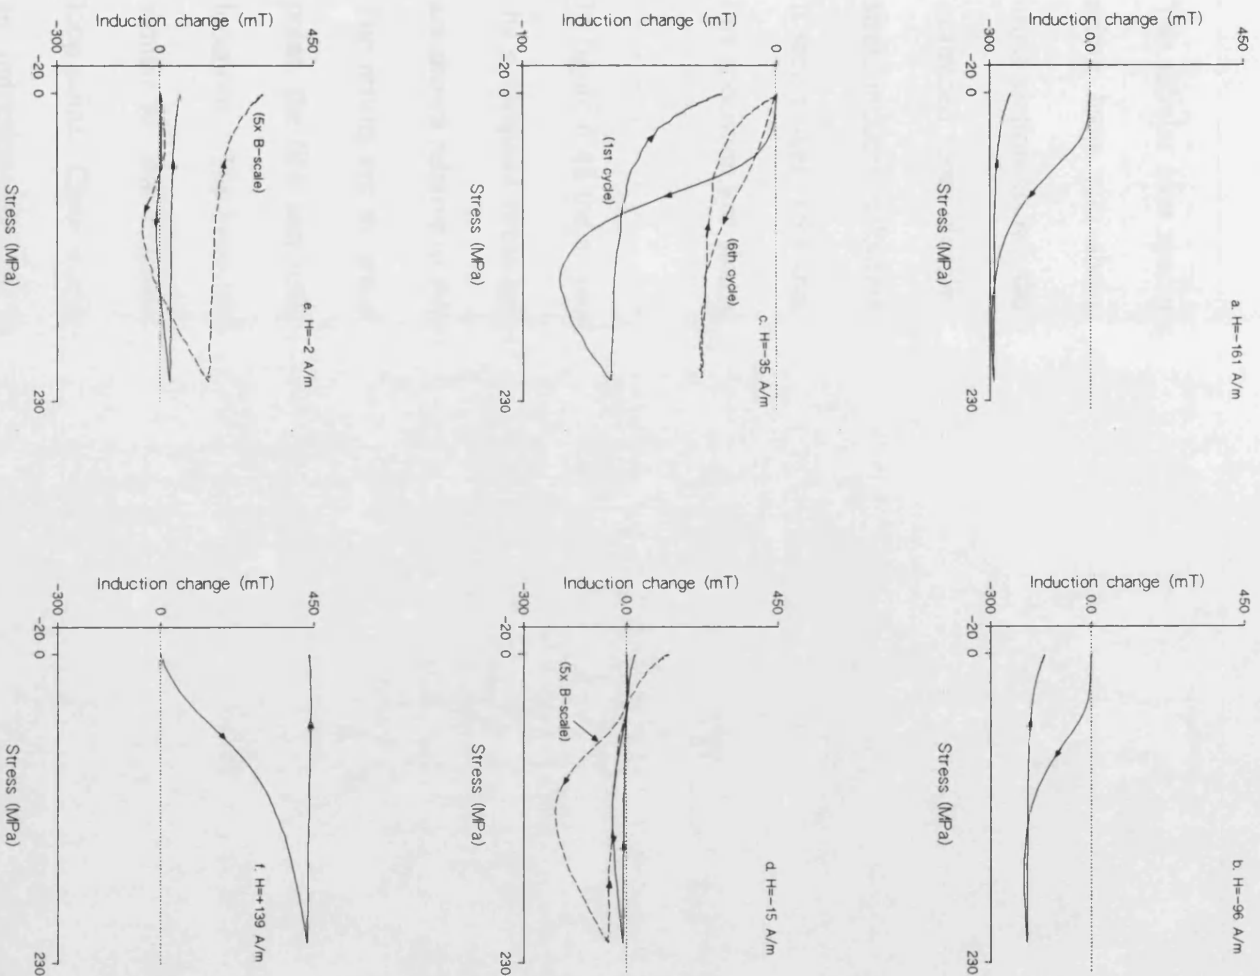 a. H=-161 A/m
450
0.0
-300
Induction change (mT)
-20 0 230
Stress (MPa)
b. H=-96 A/m
450
0.0
-300
Induction change (mT)
-20 0 230
Stress (MPa)
c. H=-35 A/m
0
-100
Induction change (mT)
(6th cycle)
(1st cycle)
-20 0 230
Stress (MPa)
d. H=-15 A/m
450
0.0
-300
Induction change (mT)
(5x B-scale)
-20 0 230
Stress (MPa)
e. H=-2 A/m
450
0
-300
Induction change (mT)
(5x B-scale)
-20 0 230
Stress (MPa)
f. H=+139 A/m
450
0
-300
Induction change (mT)
-20 0 230
Stress (MPa)